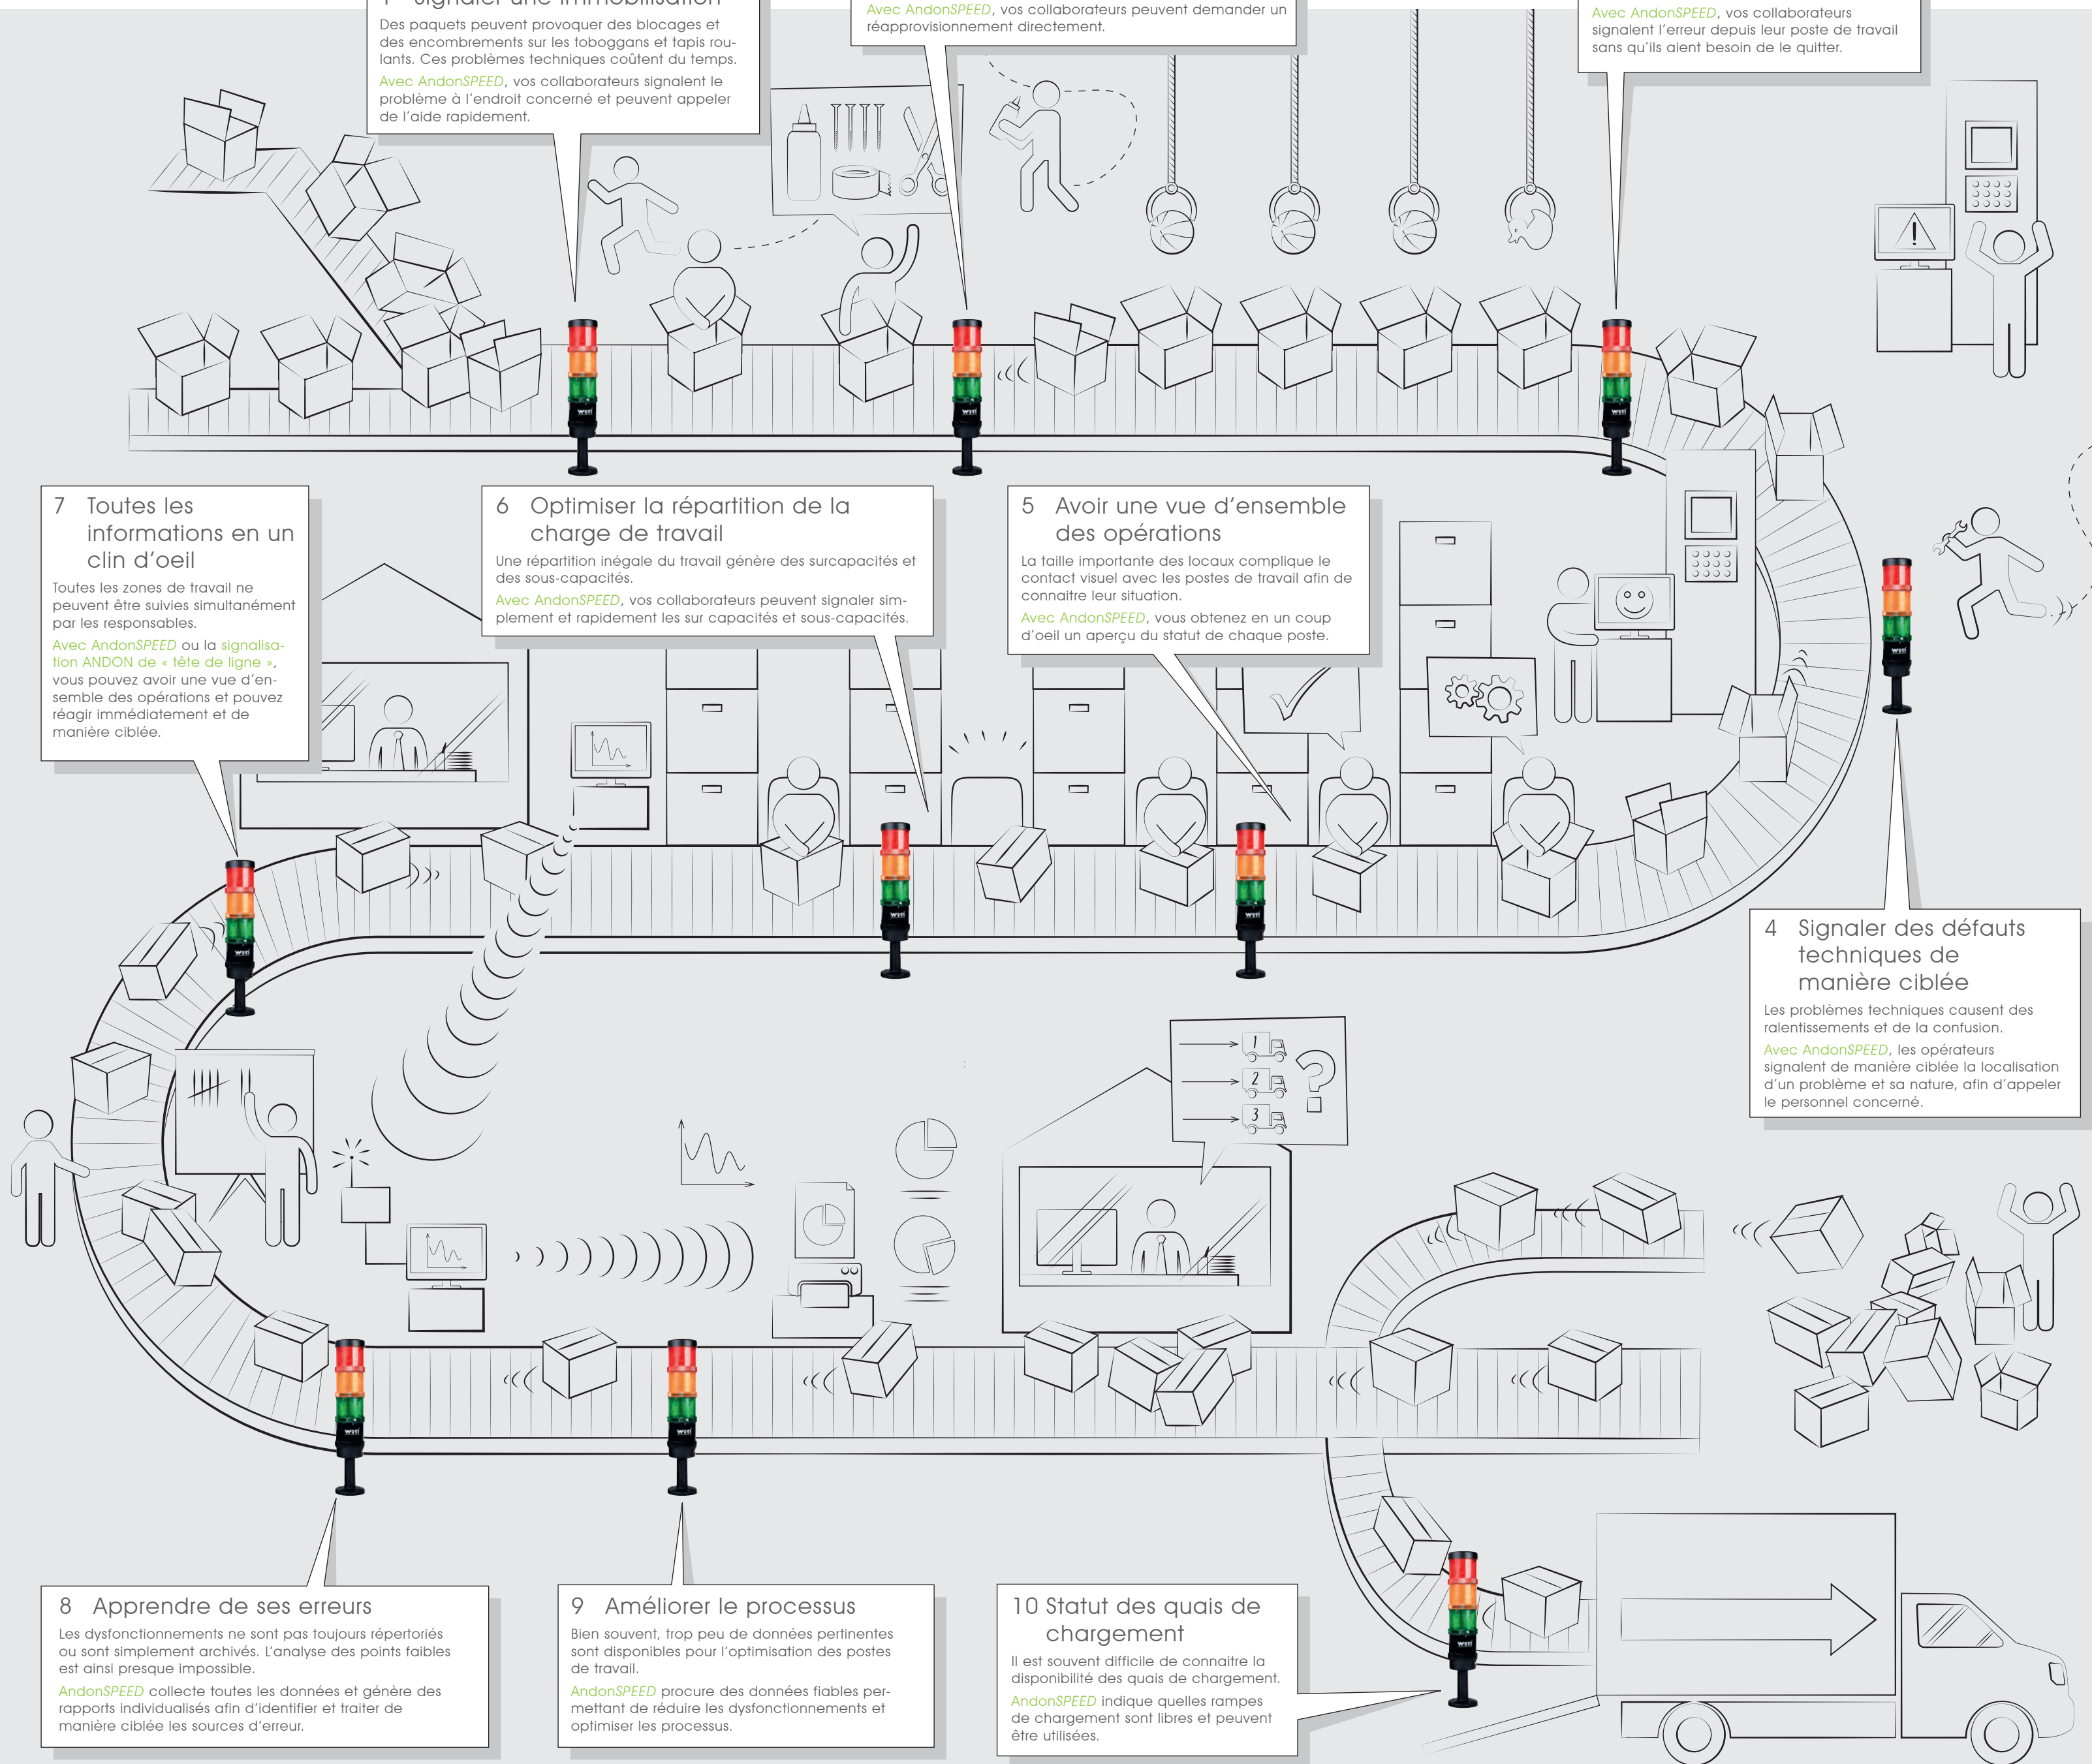 Signaler une immobilisation
Des paquets peuvent provoquer des blocages et
des encombrements sur les toboggans et tapis rou-
lants. Ces problèmes techniques coûtent du temps.
Avec AndonSPEED, vos collaborateurs signalent le
problème à l'endroit concerné et peuvent appeler
de l'aide rapidement.
Avec AndonSPEED, vos collaborateurs peuvent demander un
réapprovisionnement directement.
Avec AndonSPEED, vos collaborateurs
signalent l'erreur depuis leur poste de travail
sans qu'ils aient besoin de le quitter.
!
4 Signaler des défauts
techniques de
manière ciblée
Les problèmes techniques causent des
ralentissements et de la confusion.
Avec AndonSPEED, les opérateurs
signalent de manière ciblée la localisation
d'un problème et sa nature, afin d'appeler
le personnel concerné.
5 Avoir une vue d'ensemble
des opérations
La taille importante des locaux complique le
contact visuel avec les postes de travail afin de
connaitre leur situation.
Avec AndonSPEED, vous obtenez en un coup
d'oeil un aperçu du statut de chaque poste.
6 Optimiser la répartition de la
charge de travail
Une répartition inégale du travail génère des surcapacités et
des sous-capacités.
Avec AndonSPEED, vos collaborateurs peuvent signaler sim-
plement et rapidement les sur capacités et sous-capacités.
7 Toutes les
informations en un
clin d'oeil
Toutes les zones de travail ne
peuvent être suivies simultanément
par les responsables.
Avec AndonSPEED ou la signalisa-
tion ANDON de « tête de ligne »,
vous pouvez avoir une vue d'en-
semble des opérations et pouvez
réagir immédiatement et de
manière ciblée.
1
2
3
?
8 Apprendre de ses erreurs
Les dysfonctionnements ne sont pas toujours répertoriés
ou sont simplement archivés. L'analyse des points faibles
est ainsi presque impossible.
AndonSPEED collecte toutes les données et génère des
rapports individualisés afin d'identifier et traiter de
manière ciblée les sources d'erreur.
9 Améliorer le processus
Bien souvent, trop peu de données pertinentes
sont disponibles pour l'optimisation des postes
de travail.
AndonSPEED procure des données fiables per-
mettant de réduire les dysfonctionnements et
optimiser les processus.
10 Statut des quais de
chargement
Il est souvent difficile de connaitre la
disponibilité des quais de chargement.
AndonSPEED indique quelles rampes
de chargement sont libres et peuvent
être utilisées.